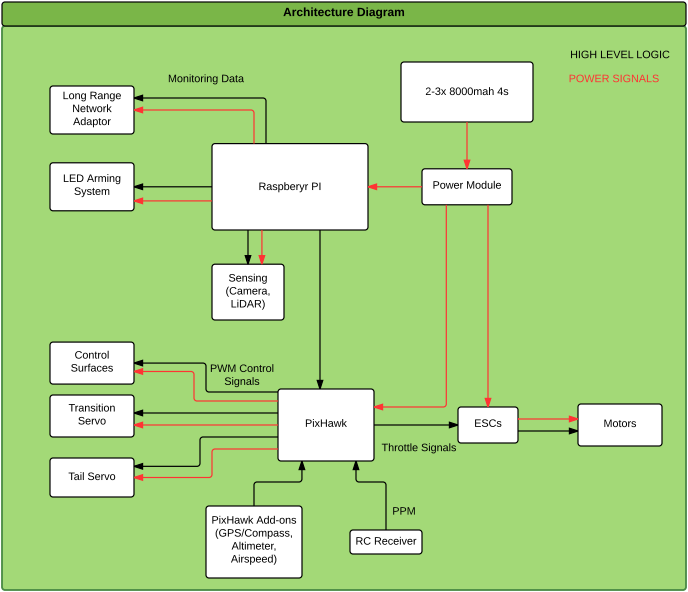 Architecture Diagram
HIGH LEVEL LOGIC
POWER SIGNALS
Monitoring Data
Long Range
Network
Adaptor
2-3x 8000mah 4s
LED Arming
System
Raspberyr PI
Power Module
Sensing
(Camera,
LiDAR)
Control
Surfaces
PWM Control
Signals
Transition
Servo
PixHawk
ESCs
Motors
Throttle Signals
Tail Servo
PixHawk Add-ons
(GPS/Compass,
Altimeter,
Airspeed)
PPM
RC Receiver